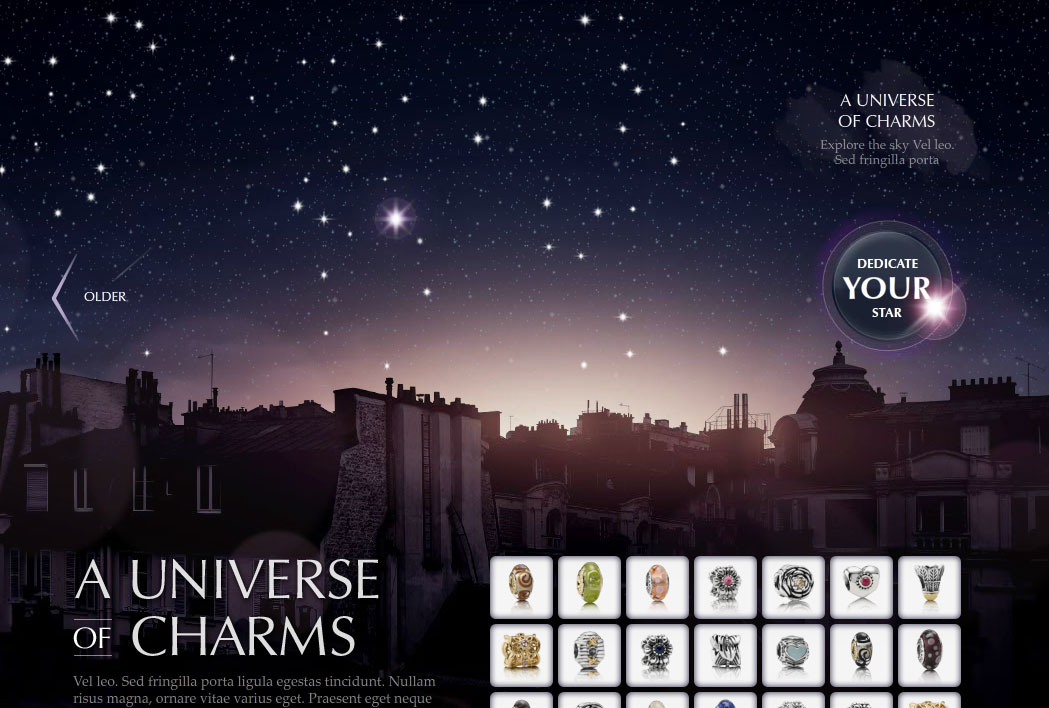 A UNIVERSE
OF CHARMS
Explore the sky Vel leo.
Sed fringilla porta
DEDICATE
YOUR
STAR
OLDER
A UNIVERSE
OF CHARMS
Vel leo. Sed fringilla porta ligula egestas tincidunt. Nullam
risus magna, ornare vitae varius eget. Praesent eget neque